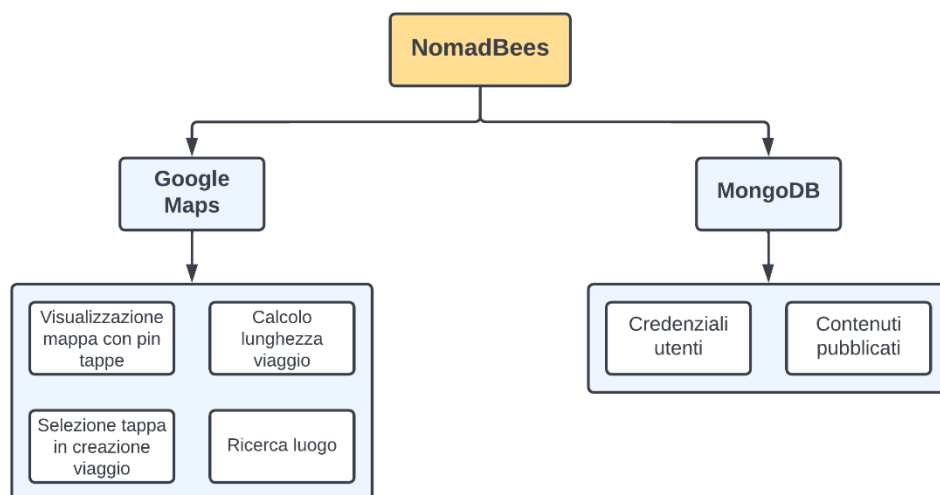 NomadBees
Google
Maps
MongoDB
Visualizzazione
mappa con pin
tappe
Calcolo
lunghezza
viaggio
Selezione tappa
in creazione
viaggio
Ricerca luogo
Credenziali
utenti
Contenuti
pubblicati